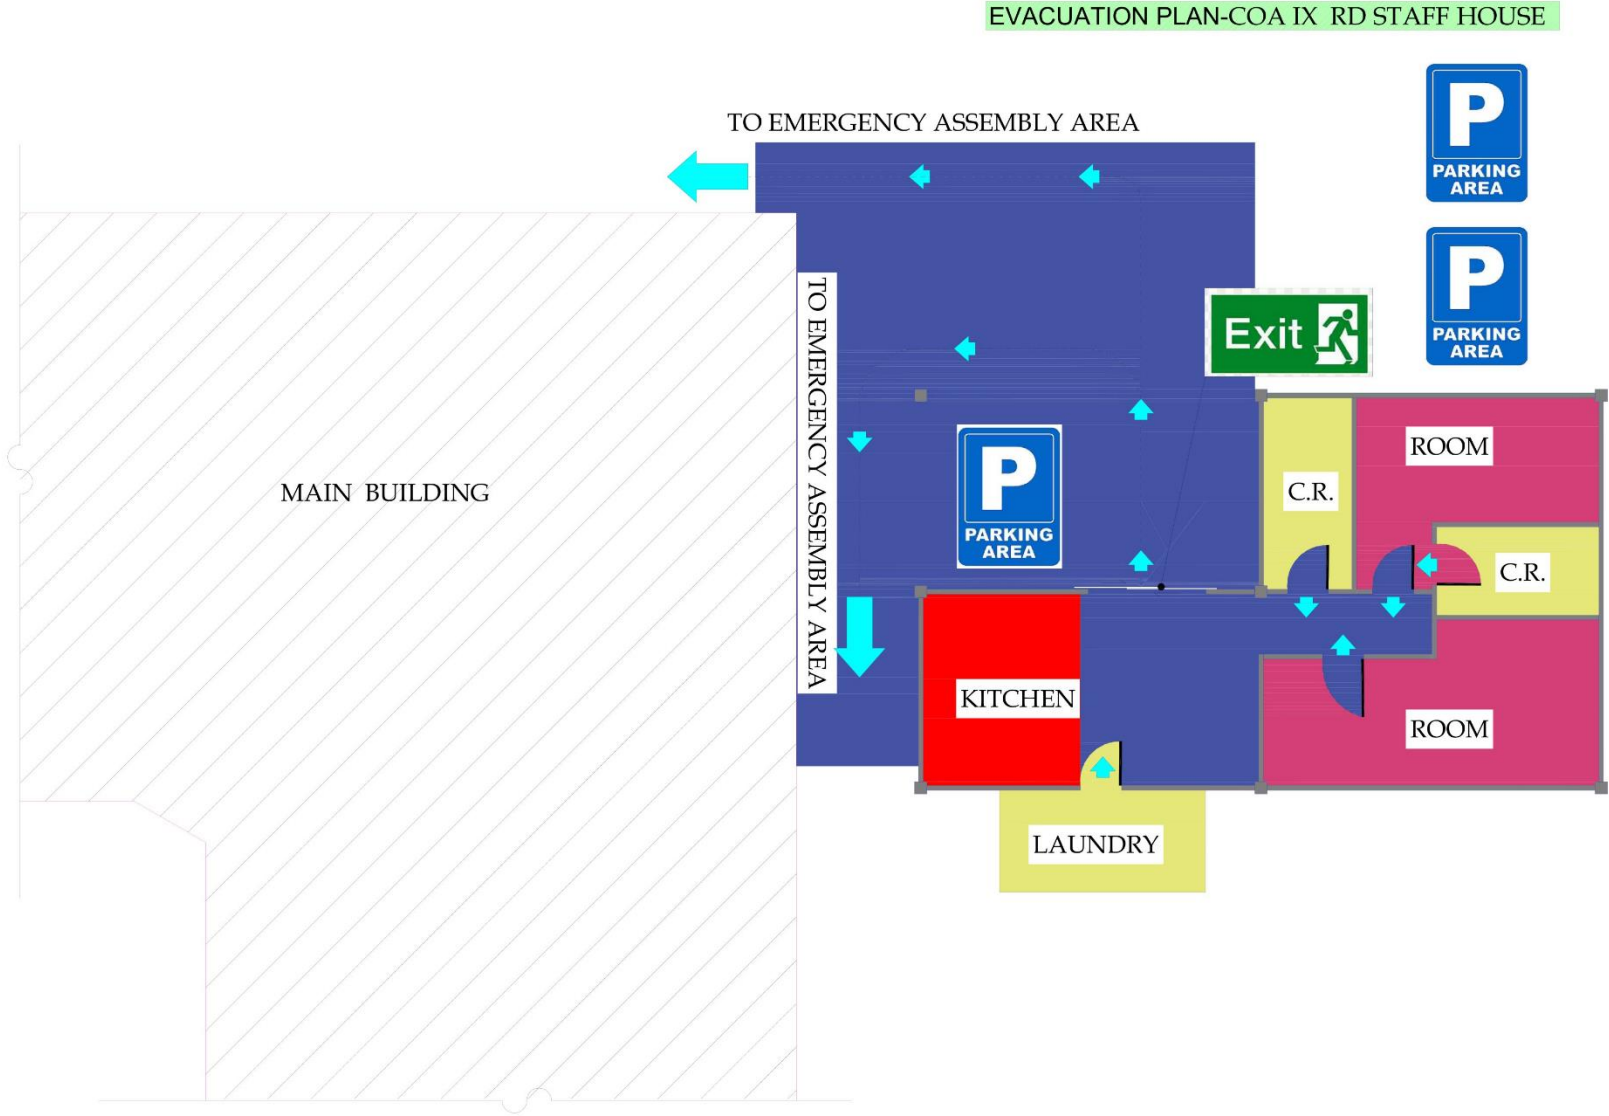 EVACUATION PLAN-COA IX RD STAFF HOUSE
P
PARKING
AREA
TO EMERGENCY ASSEMBLY AREA
P
PARKING
AREA
Exit
TO EMERGENCY ASSEMBLY AREA
ROOM
C.R.
MAIN BUILDING
P
PARKING
AREA
C.R.
KITCHEN
ROOM
LAUNDRY